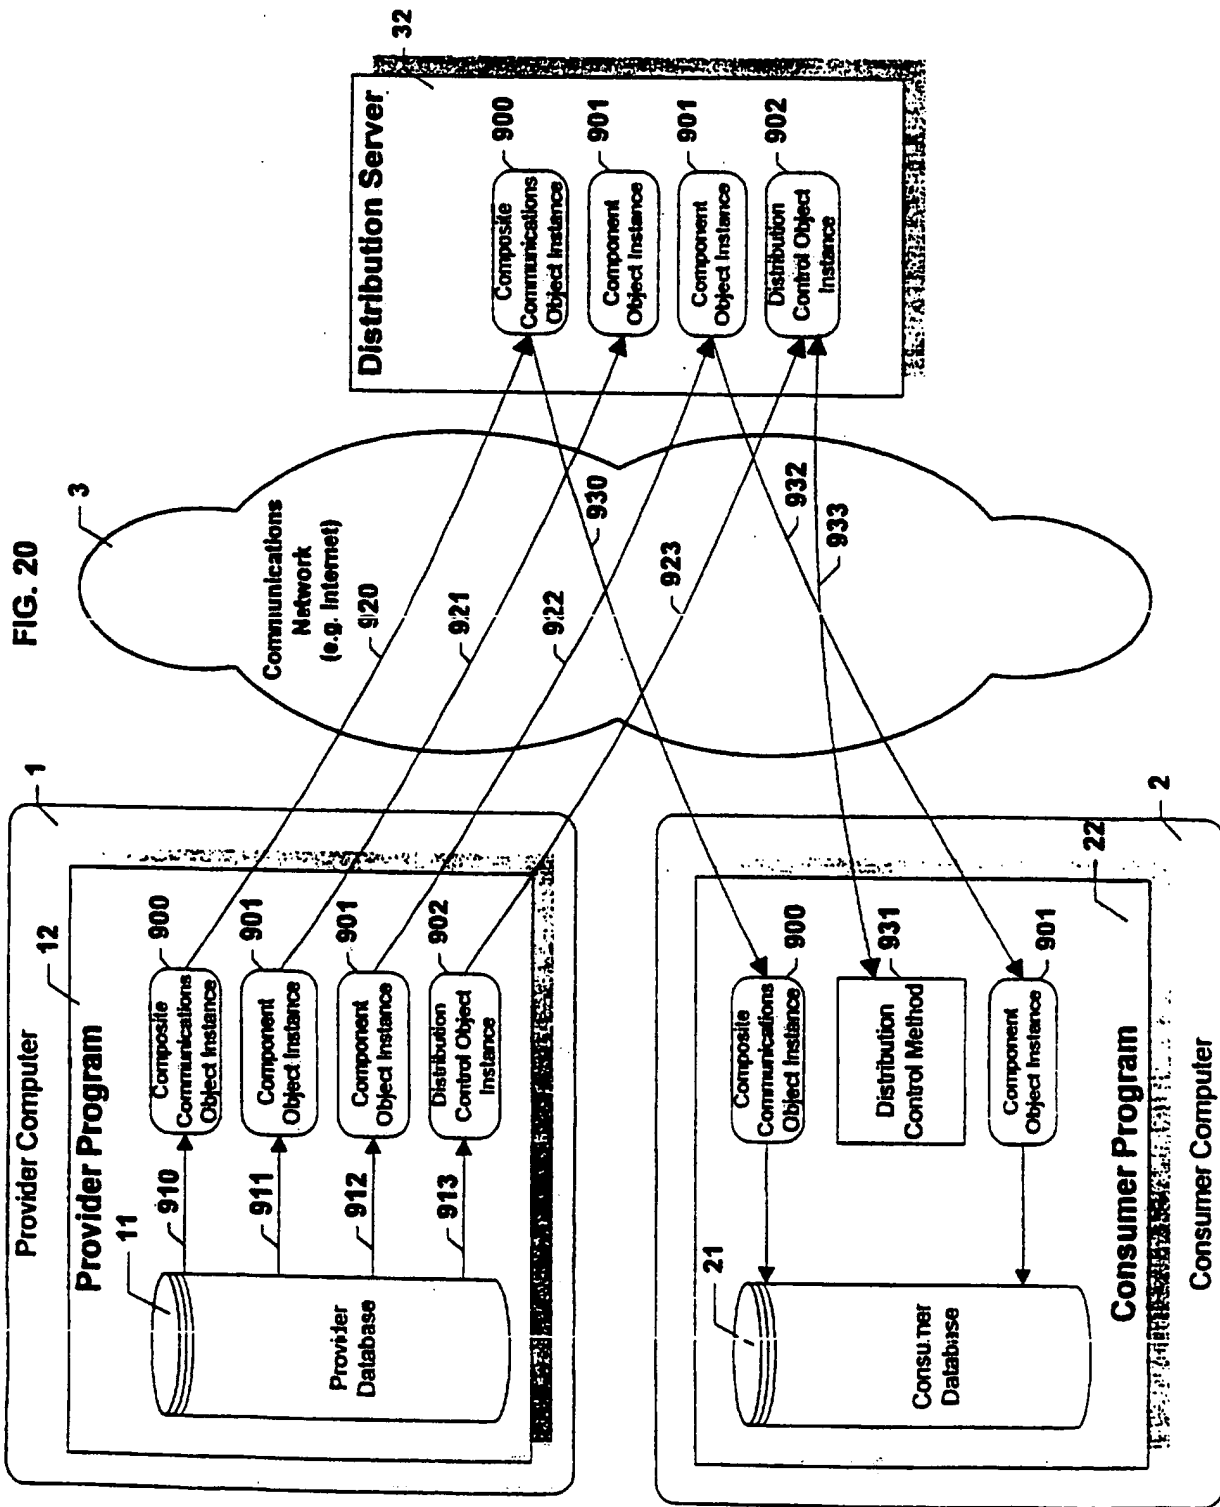 FIG. 20
Provider Computer
1
Provider Program
12
11
Provider
Database
910
911
912
913
Composite
Communications
Object Instance
900
Component
Object Instance
901
Component
Object Instance
901
Distribution
Control Object
Instance
902
3
Communications
Network
(e.g. Internet)
920
921
922
923
930
932
933
Distribution Server
32
Composite
Communications
Object Instance
900
Component
Object Instance
901
Component
Object Instance
901
Distribution
Control Object
Instance
902
2
22
21
Consumer
Database
Composite
Communications
Object Instance
900
Distribution
Control Method
931
Component
Object Instance
901
Consumer Program
Consumer Computer